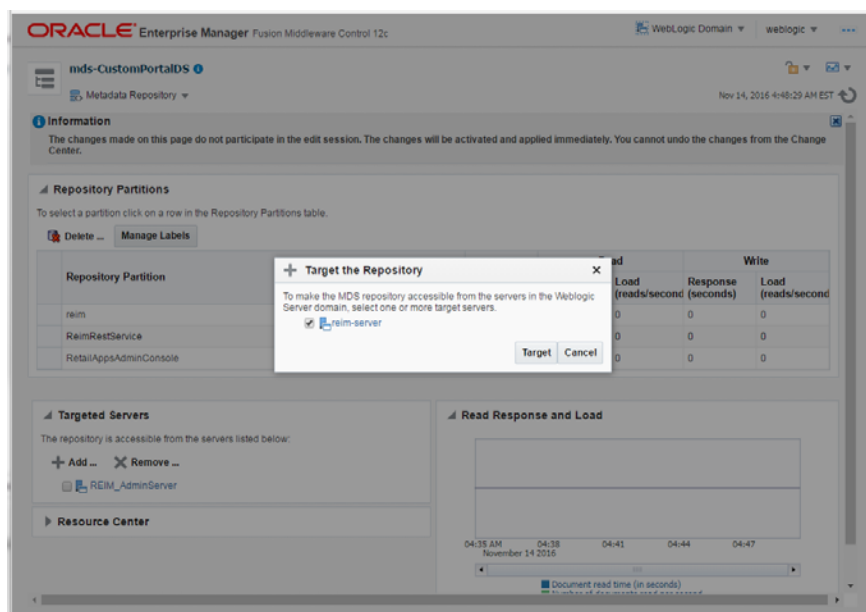 ORACLE Enterprise Manager Fusion Middleware Control 12c
WebLogic Domain
weblogic
mds-CustomPortalDS
Metadata Repository
Nov 14, 2016 4:48:29 AM EST
Information
The changes made on this page do not participate in the edit session. The changes will be activated and applied immediately. You cannot undo the changes from the Change
Center.
Repository Partitions
To select a partition click on a row in the Repository Partitions table.
Delete ...
Manage Labels
Repository Partition
ad
Write
Load
(reads/second
Response
(seconds)
Load
(reads/second
reim
0 0 0
ReimRestService
0 0 0
RetailAppsAdminConsole
0 0 0
Target the Repository
To make the MDS repository accessible from the servers in the Weblogic
Server domain, select one or more target servers.
reim-server
Target
Cancel
Targeted Servers
The repository is accessible from the servers listed below:
Add ...
Remove ...
REIM_AdminServer
Resource Center
Read Response and Load
04:35 AM 04:38 04:41 04:44 04:47
November 14 2016
Document read time (in seconds)
Number of documents read per second